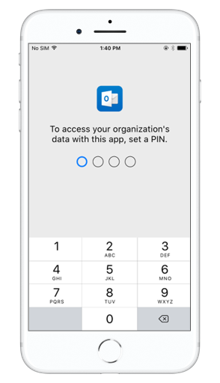 No SIM 1:40 PM
To access your organization's
data with this app, set a PIN.
1 2 3
ABC DEF
4 5 6
GHI JKL MNO
7 8 9
PQRS TUV WXYZ
0